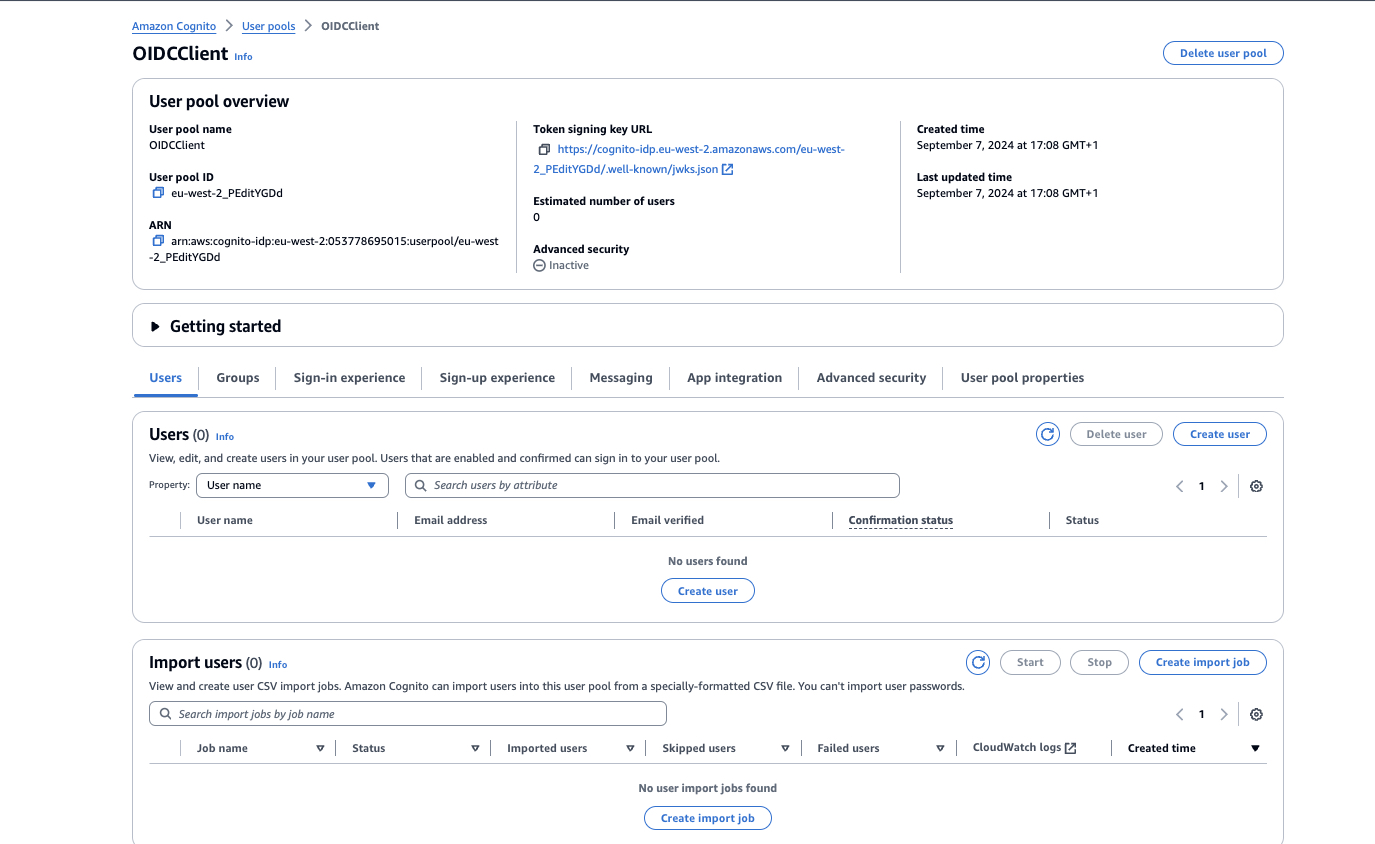 Amazon Cognito > User pools > OIDCClient
OIDCClient Info
Delete user pool
User pool overview
User pool name
OIDCClient
User pool ID
eu-west-2_PEditYGDd
ARN
arn:aws:cognito-idp:eu-west-2:053778695015:userpool/eu-west
-2_PEditYGDd
Token signing key URL
https://cognito-idp.eu-west-2.amazonaws.com/eu-west-
2_PEditYGDd/.well-known/jwks.json
Estimated number of users
0
Advanced security
Inactive
Created time
September 7, 2024 at 17:08 GMT+1
Last updated time
September 7, 2024 at 17:08 GMT+1
Getting started
Users Groups Sign-in experience Sign-up experience Messaging App integration Advanced security User pool properties
Users (0) Info
Delete user Create user
View, edit, and create users in your user pool. Users that are enabled and confirmed can sign in to your user pool.
Property: User name Search users by attribute 1
User name Email address Email verified Confirmation status Status
No users found
Create user
Import users (0) Info
Start Stop Create import job
View and create user CSV import jobs. Amazon Cognito can import users into this user pool from a specially-formatted CSV file. You can't import user passwords.
Search import jobs by job name 1
Job name Status Imported users Skipped users Failed users CloudWatch logs Created time
No user import jobs found
Create import job